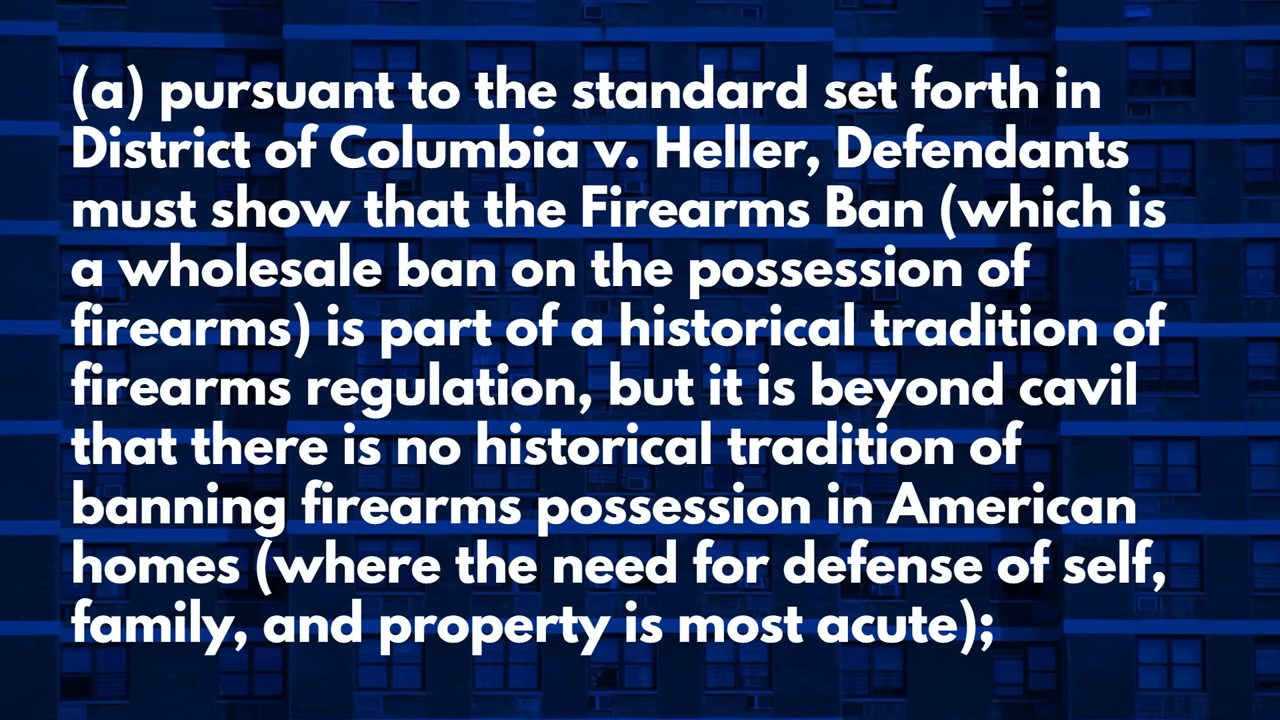 (a) pursuant to the standard set forth in
District of Columbia v. Heller, Defendants
must show that the Firearms Ban (which is
a wholesale ban on the possession of
firearms) is part of a historical tradition of
firearms regulation, but it is beyond cavil
that there is no historical tradition of
banning firearms possession in American
homes (where the need for defense of self,
family, and property is most acute);